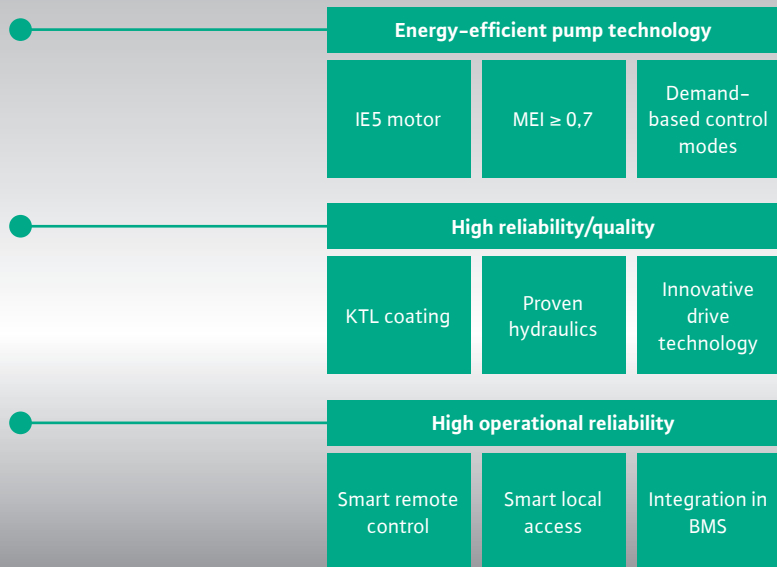 Energy-efficient pump technology
IE5 motor
MEI ≥ 0,7
Demand-
based control
modes
High reliability/quality
KTL coating
Proven
hydraulics
Innovative
drive
technology
High operational reliability
Smart remote
control
Smart local
access
Integration in
BMS